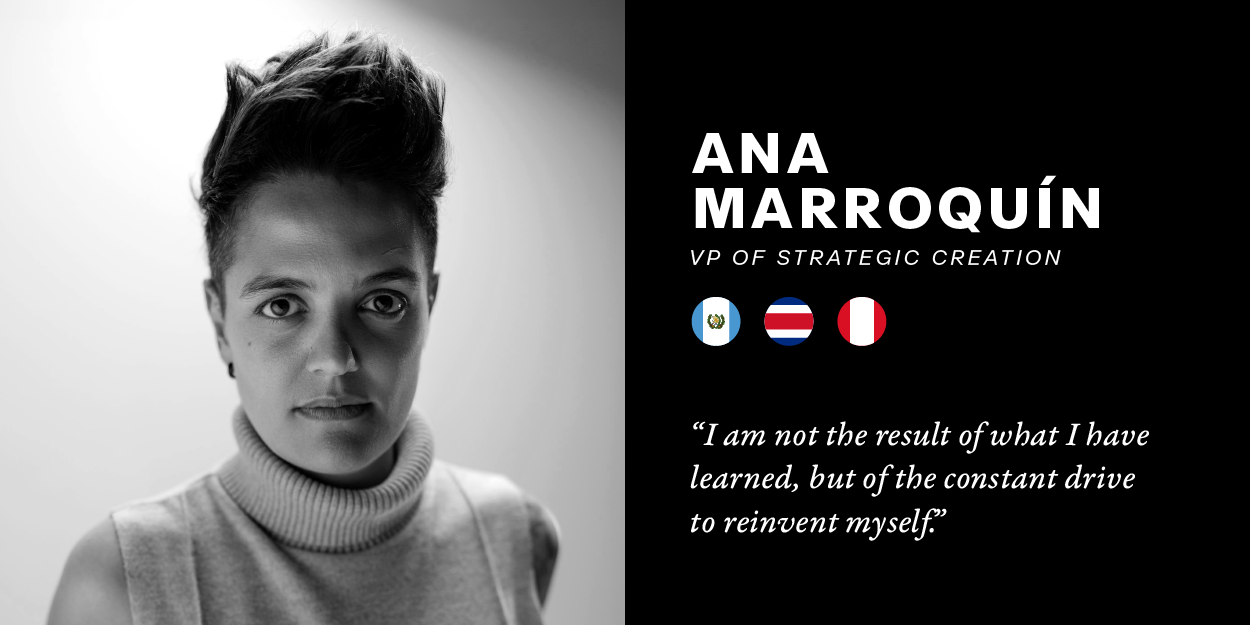 ANA
MARROQUÍN
VP OF STRATEGIC CREATION
“I am not the result of what I have
learned, but of the constant drive
to reinvent myself.”